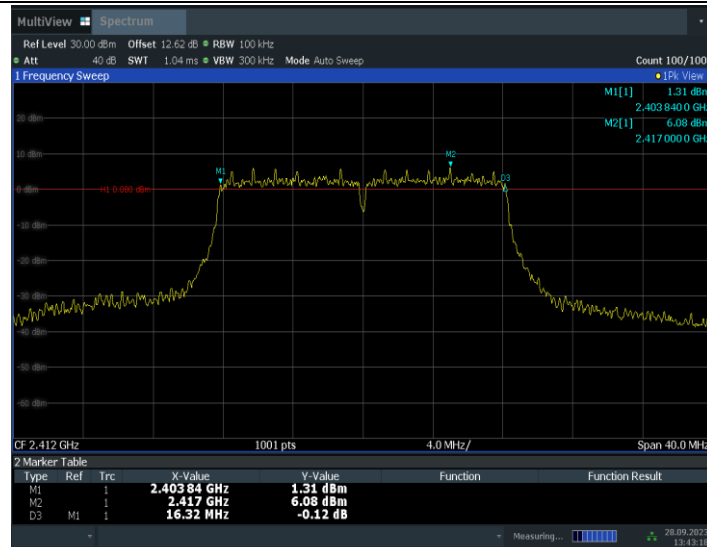 MultiView Spectrum
Ref Level 30.00 dBm Offset 12.62 dB RBW 100 kHz
Att 40 dB SWT 1.04 ms VBW 300 kHz Mode Auto Sweep Count 100/100
1 Frequency Sweep 1Pk View
M1[1] 1.31 dBm
2.403 840 0 GHz
M2[1] 6.08 dBm
2.417 000 0 GHz
20 dBm
10 dBm
M2
M1
D3
0 dBm H1 0.080 dBm
-10 dBm
-20 dBm
-30 dBm
-40 dBm
-50 dBm
-60 dBm
CF 2.412 GHz 1001 pts 4.0 MHz/ Span 40.0 MHz
2 Marker Table
Type Ref Trc X-Value Y-Value Function Function Result
M1 1 2.403 84 GHz 1.31 dBm
M2 1 2.417 GHz 6.08 dBm
D3 M1 1 16.32 MHz -0.12 dB
Measuring... 28.09.2023
13:43:18